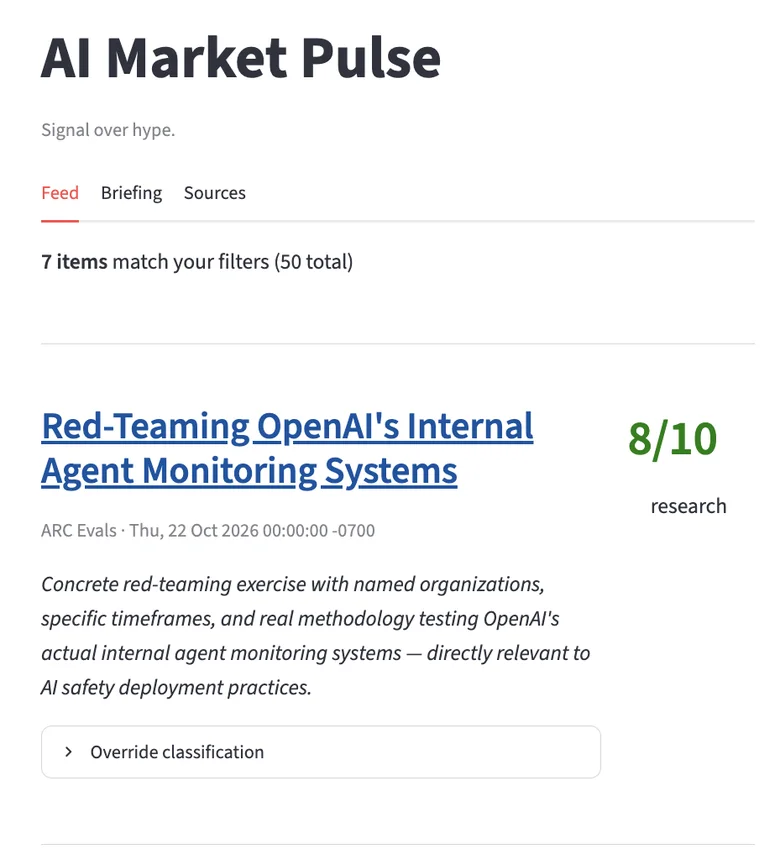 AI Market Pulse
Signal over hype.
Feed Briefing Sources
7 items match your filters (50 total)
Red-Teaming OpenAI's Internal
Agent Monitoring Systems
8/10
research
ARC Evals · Thu, 22 Oct 2026 00:00:00 -0700
Concrete red-teaming exercise with named organizations,
specific timeframes, and real methodology testing OpenAI's
actual internal agent monitoring systems — directly relevant to
AI safety deployment practices.
Override classification